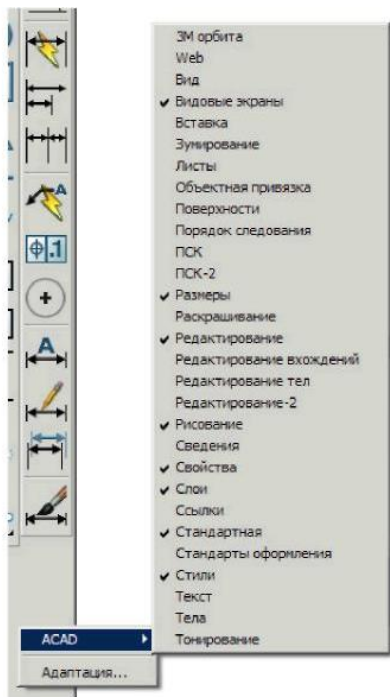 3М орбита
Web
Вид
Видовые экраны
Вставка
Зумирование
Листы
Объектная привязка
Поверхности
Порядок следования
ПСК
ПСК-2
Размеры
Раскрашивание
Редактирование
Редактирование вхождений
Редактирование тел
Редактирование-2
Рисование
Сведения
Свойства
Слои
Ссылки
Стандартная
Стандарты оформления
Стили
Текст
Тела
Тонирование
ACAD
Адаптация...
A
.1
A